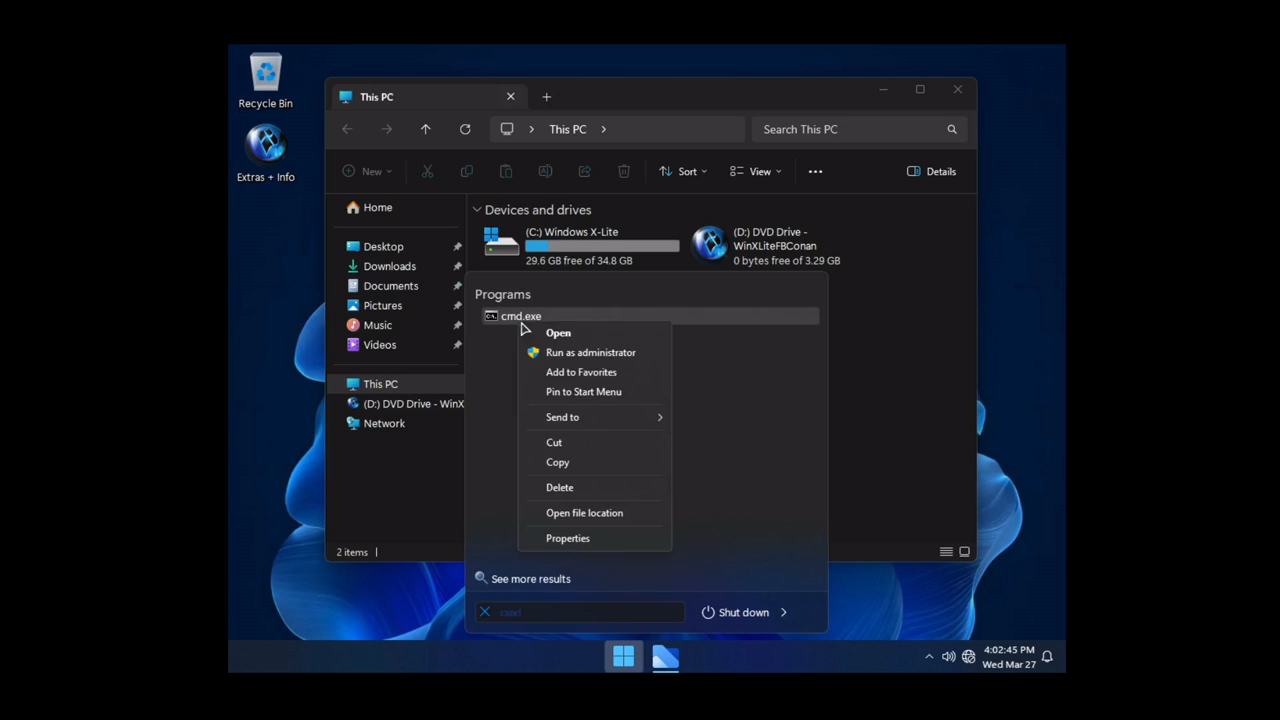 Recycle Bin
Extras + Info
This PC
This PC
Search This PC
New
Sort
View
Details
Home
Desktop
Downloads
Documents
Pictures
Music
Videos
This PC
(D:) DVD Drive - WinX
Network
Devices and drives
(C:) Windows X-Lite
29.6 GB free of 34.8 GB
(D:) DVD Drive -
WinXLiteFBConan
0 bytes free of 3.29 GB
Programs
cmd.exe
Open
Run as administrator
Add to Favorites
Pin to Start Menu
Send to
Cut
Copy
Delete
Open file location
Properties
2 items
See more results
Shut down
4:02:45 PM
Wed Mar 27